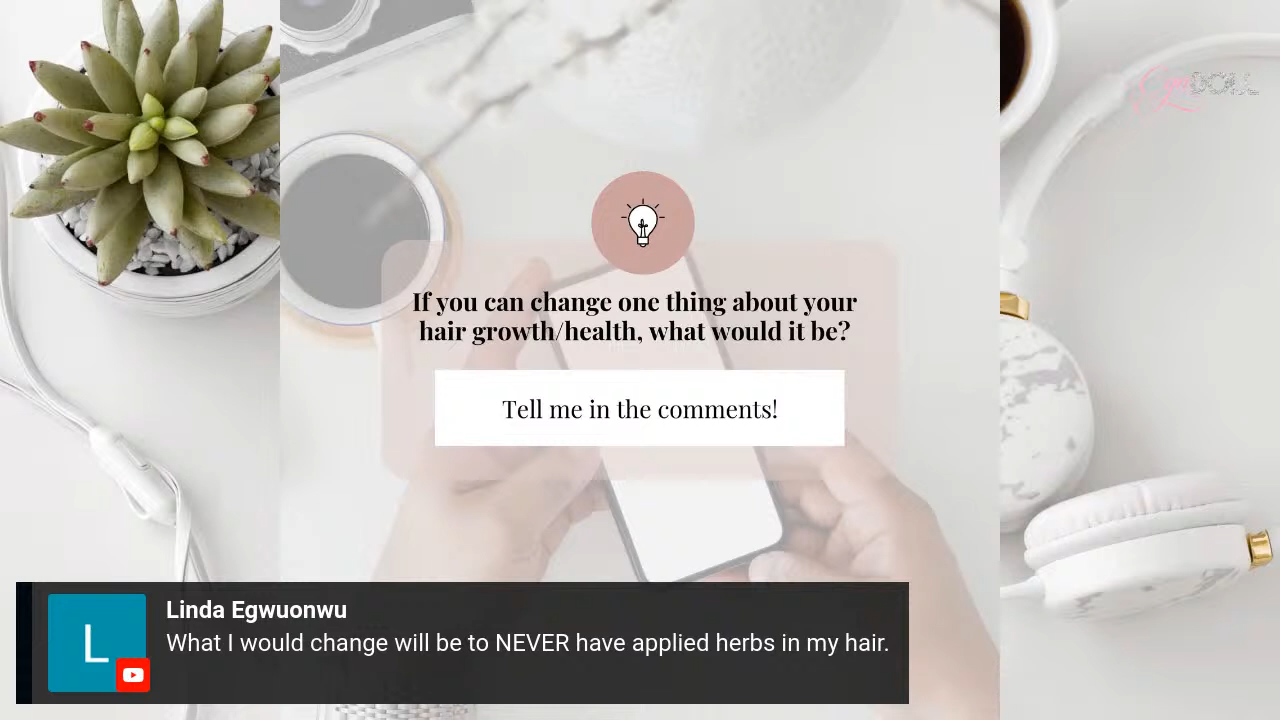 If you can change one thing about your
hair growth/health, what would it be?
Tell me in the comments!
L
Linda Egwuonwu
What I would change will be to NEVER have applied herbs in my hair.